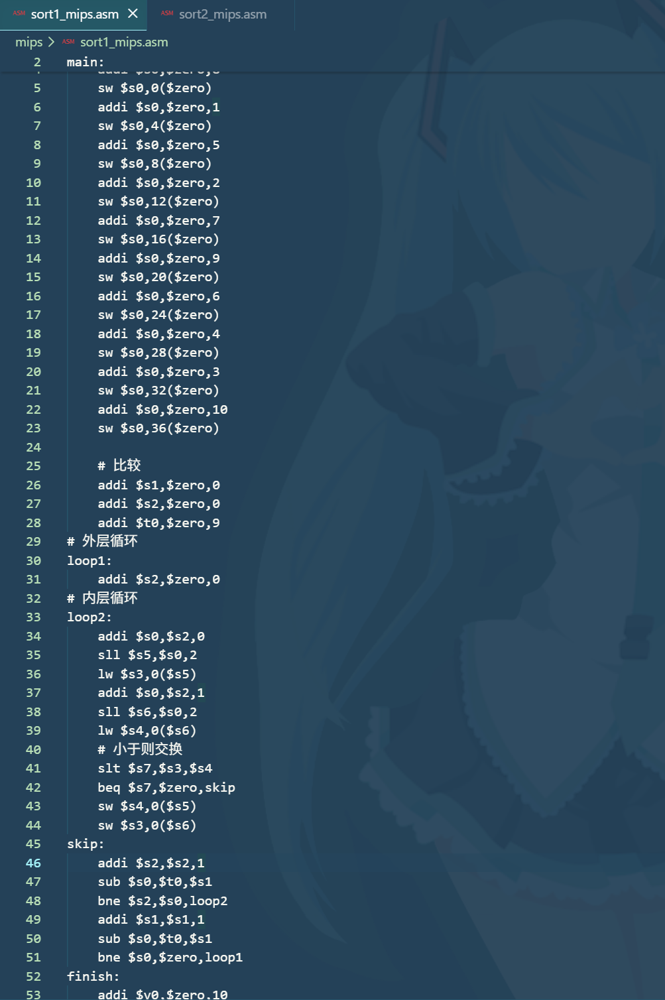 ASM sort1_mips.asm × ASM sort2_mips.asm
mips > ASM sort1_mips.asm
2 main:
5 sw $s0,0($zero)
6 addi $s0,$zero,1
7 sw $s0,4($zero)
8 addi $s0,$zero,5
9 sw $s0,8($zero)
10 addi $s0,$zero,2
11 sw $s0,12($zero)
12 addi $s0,$zero,7
13 sw $s0,16($zero)
14 addi $s0,$zero,9
15 sw $s0,20($zero)
16 addi $s0,$zero,6
17 sw $s0,24($zero)
18 addi $s0,$zero,4
19 sw $s0,28($zero)
20 addi $s0,$zero,3
21 sw $s0,32($zero)
22 addi $s0,$zero,10
23 sw $s0,36($zero)
24
25 # 比较
26 addi $s1,$zero,0
27 addi $s2,$zero,0
28 addi $t0,$zero,9
29 # 外层循环
30 loop1:
31 addi $s2,$zero,0
32 # 内层循环
33 loop2:
34 addi $s0,$s2,0
35 sll $s5,$s0,2
36 lw $s3,0($s5)
37 addi $s0,$s2,1
38 sll $s6,$s0,2
39 lw $s4,0($s6)
40 # 小于则交换
41 slt $s7,$s3,$s4
42 beq $s7,$zero,skip
43 sw $s4,0($s5)
44 sw $s3,0($s6)
45 skip:
46 addi $s2,$s2,1
47 sub $s0,$t0,$s1
48 bne $s2,$s0,loop2
49 addi $s1,$s1,1
50 sub $s0,$t0,$s1
51 bne $s0,$zero,loop1
52 finish:
53 addi $v0,$zero,10